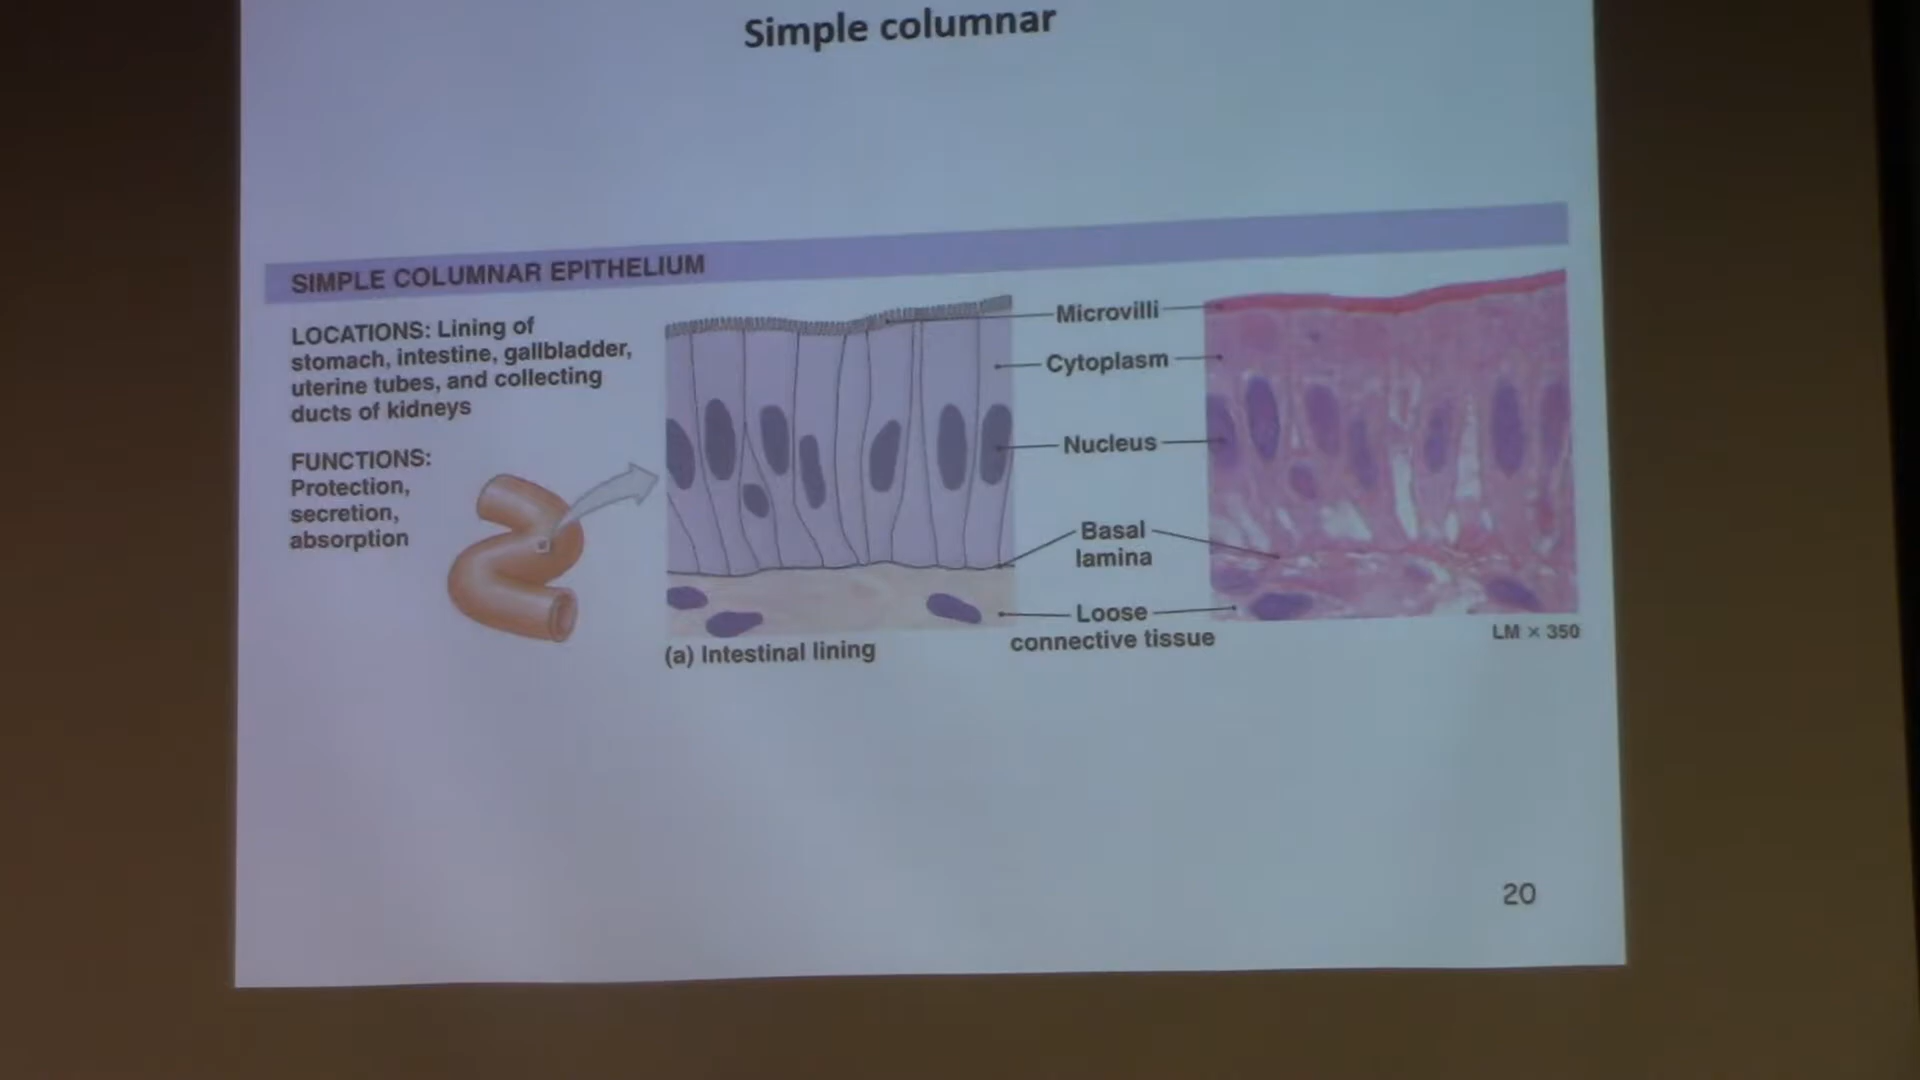 Simple columnar
SIMPLE COLUMNAR EPITHELIUM
LOCATIONS: Lining of
stomach, intestine, gallbladder,
uterine tubes, and collecting
ducts of kidneys
FUNCTIONS:
Protection,
secretion,
absorption
Microvilli
Cytoplasm
Nucleus
Basal
lamina
Loose
connective tissue
(a) Intestinal lining
LM × 350
20